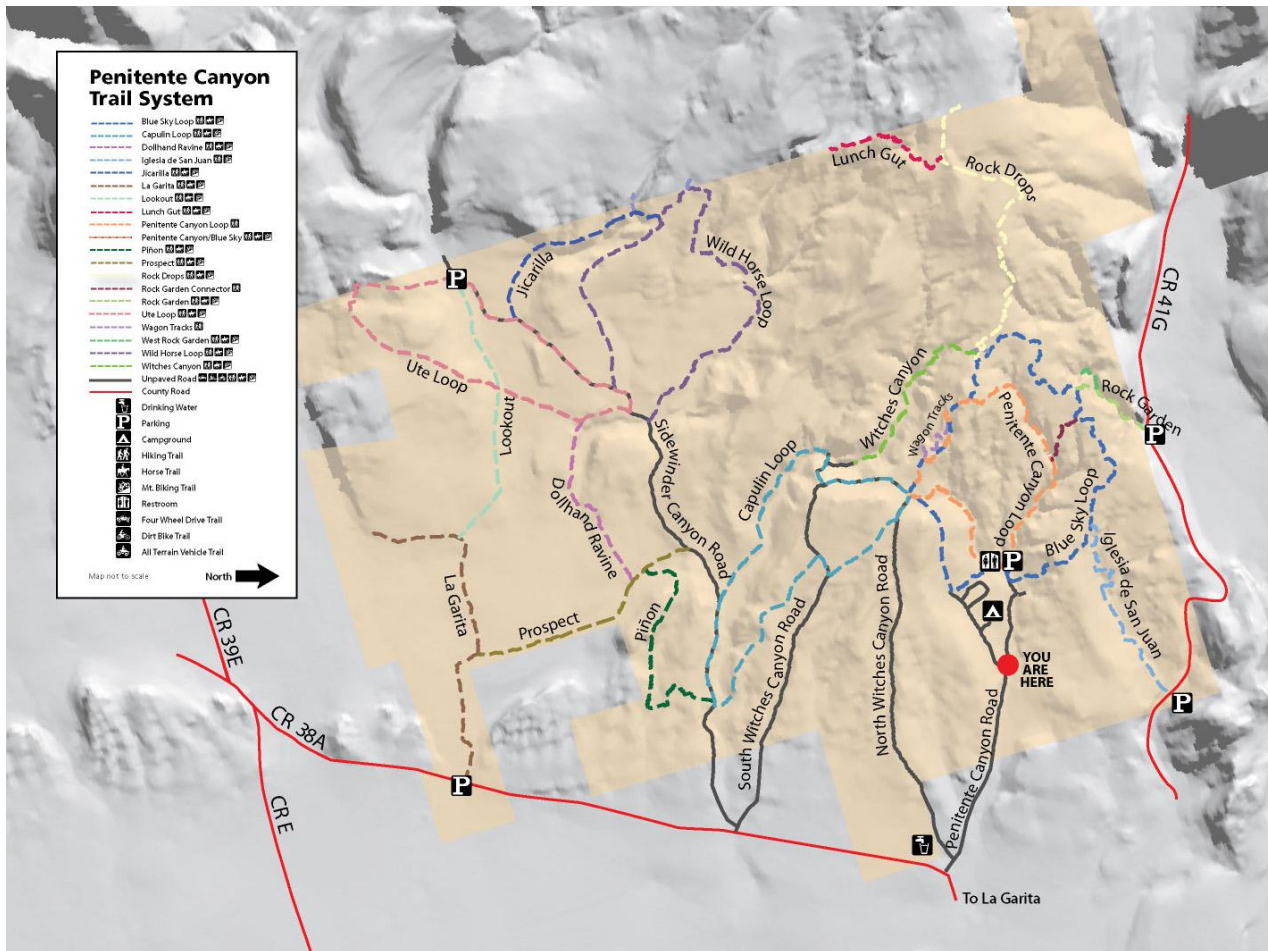 Penitente Canyon
Trail System
Blue Sky Loop
Capulin Loop
Dollhand Ravine
Iglesia de San Juan
Jicarilla
La Garita
Lookout
Lunch Gut
Penitente Canyon Loop
Penitente Canyon/Blue Sky
Piñon
Prospect
Rock Drops
Rock Garden Connector
Rock Garden
Ute Loop
Wagon Tracks
West Rock Garden
Wild Horse Loop
Witches Canyon
Unpaved Road
County Road
Drinking Water
P
Parking
Campground
Hiking Trail
Horse Trail
Mt. Biking Trail
Restroom
Four Wheel Drive Trail
Dirt Bike Trail
All Terrain Vehicle Trail
Map not to scale
North
Lunch Gut
Rock Drops
CR 41G
Wild Horse Loop
Jicarilla
P
Ute Loop
Lookout
Witches Canyon
Wagon Tracks
Penitente Canyon Loop
Rock Garden
P
Sidewinder Canyon Road
Capulin Loop
Dollhand Ravine
Blue Sky Loop
P
Iglesia de San Juan
La Garita
Prospect
Piñon
South Witches Canyon Road
North Witches Canyon Road
YOU
ARE
HERE
Penitente Canyon Road
P
CR 39E
CR 38A
P
CR E
To La Garita